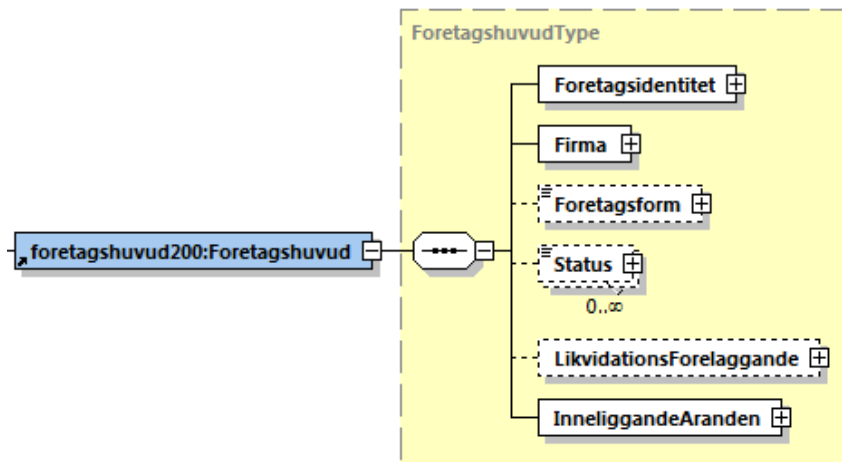 ForetagshuvudType
Foretagsidentitet
Firma
Foretagsform
foretagshuvud200:Foretagshuvud
Status
0..∞
LikvidationsForelaggande
InneliggandeAranden